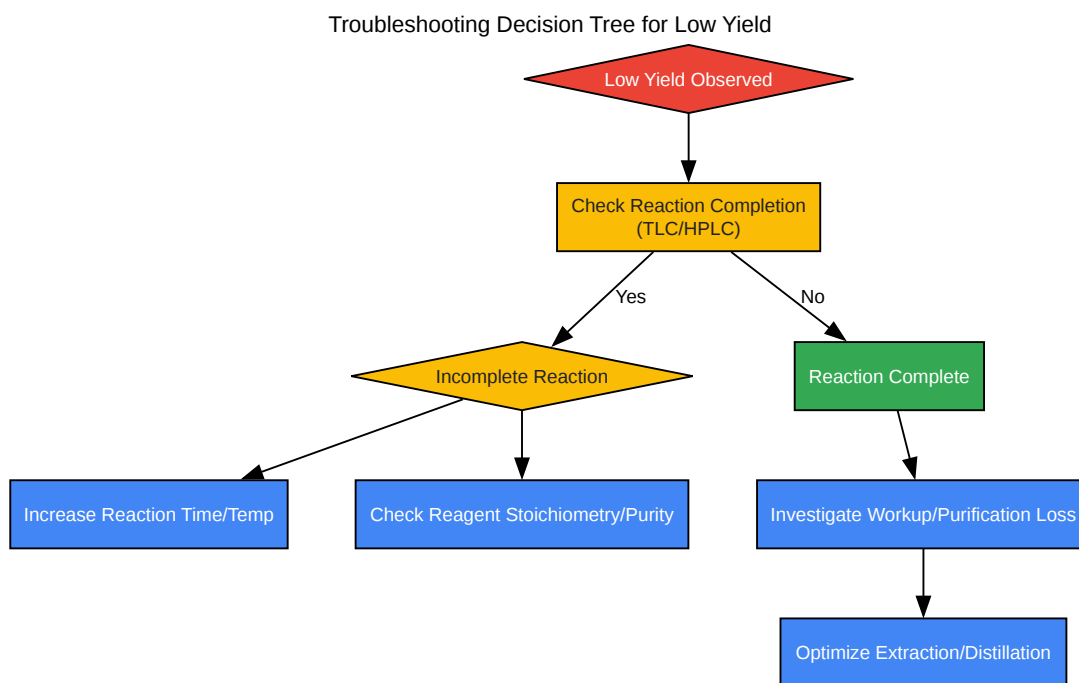 Troubleshooting Decision Tree for Low Yield
Low Yield Observed
Check Reaction Completion
(TLC/HPLC)
Yes
No
Incomplete Reaction
Reaction Complete
Increase Reaction Time/Temp
Check Reagent Stoichiometry/Purity
Investigate Workup/Purification Loss
Optimize Extraction/Distillation